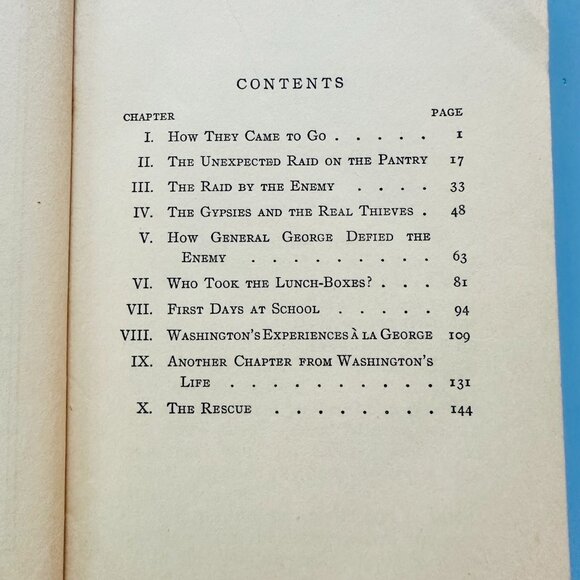 CONTENTS
CHAPTER PAGE
I. How They Came to Go . . . . . 1
II. The Unexpected Raid on the Pantry 17
III. The Raid by the Enemy . . . . 33
IV. The Gypsies and the Real Thieves . 48
V. How General George Defied the
Enemy . . . . . . . . . 63
VI. Who Took the Lunch-Boxes? . . . 81
VII. First Days at School . . . . . 94
VIII. Washington's Experiences à la George 109
IX. Another Chapter from Washington's
Life . . . . . . . . . . 131
X. The Rescue . . . . . . . . 144